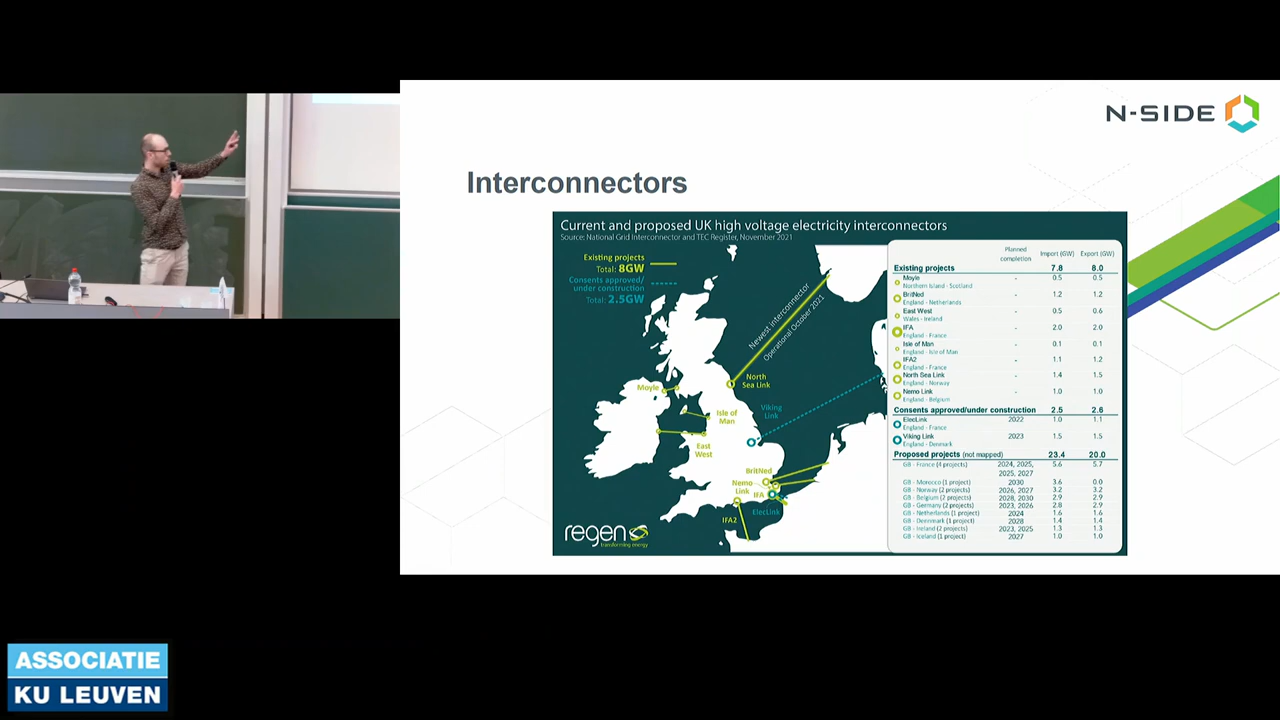 N-SIDE
Interconnectors
Current and proposed UK high voltage electricity interconnectors
Source: National Grid Interconnector and TEC Register, November 2021
Existing projects
Total: 8GW
Consents approved/
under construction
Total: 2.5GW
Newest interconnector
Operational October 2021
North
Sea Link
Moyle
Viking
Link
Isle of
Man
East
West
BritNed
Nemo
Link
IFA
ElecLink
IFA2
regen
transforming energy
Planned
completion
Import (GW)
Export (GW)
Existing projects 7.8 8.0
Moyle - 0.5 0.5
Northern Island - Scotland
BritNed - 1.2 1.2
England - Netherlands
East West - 0.5 0.6
Wales - Ireland
IFA - 2.0 2.0
England - France
Isle of Man - 0.1 0.1
England - Isle of Man
IFA2 - 1.1 1.2
England - France
North Sea Link - 1.4 1.5
England - Norway
Nemo Link - 1.0 1.0
England - Belgium
Consents approved/under construction 2.5 2.6
ElecLink 2022 1.0 1.1
England - France
Viking Link 2023 1.5 1.5
England - Denmark
Proposed projects (not mapped) 23.4 20.0
GB - France (4 projects) 2024, 2025, 5.6 5.7
2025, 2027
GB - Morocco (1 project) 2030 3.6 0.0
GB - Norway (2 projects) 2026, 2027 3.2 3.2
GB - Belgium (2 projects) 2028, 2030 2.9 2.9
GB - Germany (2 projects) 2023, 2026 2.8 2.9
GB - Netherlands (1 project) 2024 1.6 1.6
GB - Denmark (1 project) 2028 1.4 1.4
GB - Ireland (2 projects) 2023, 2025 1.3 1.3
GB - Iceland (1 project) 2027 1.0 1.0
ASSOCIATIE
KU LEUVEN